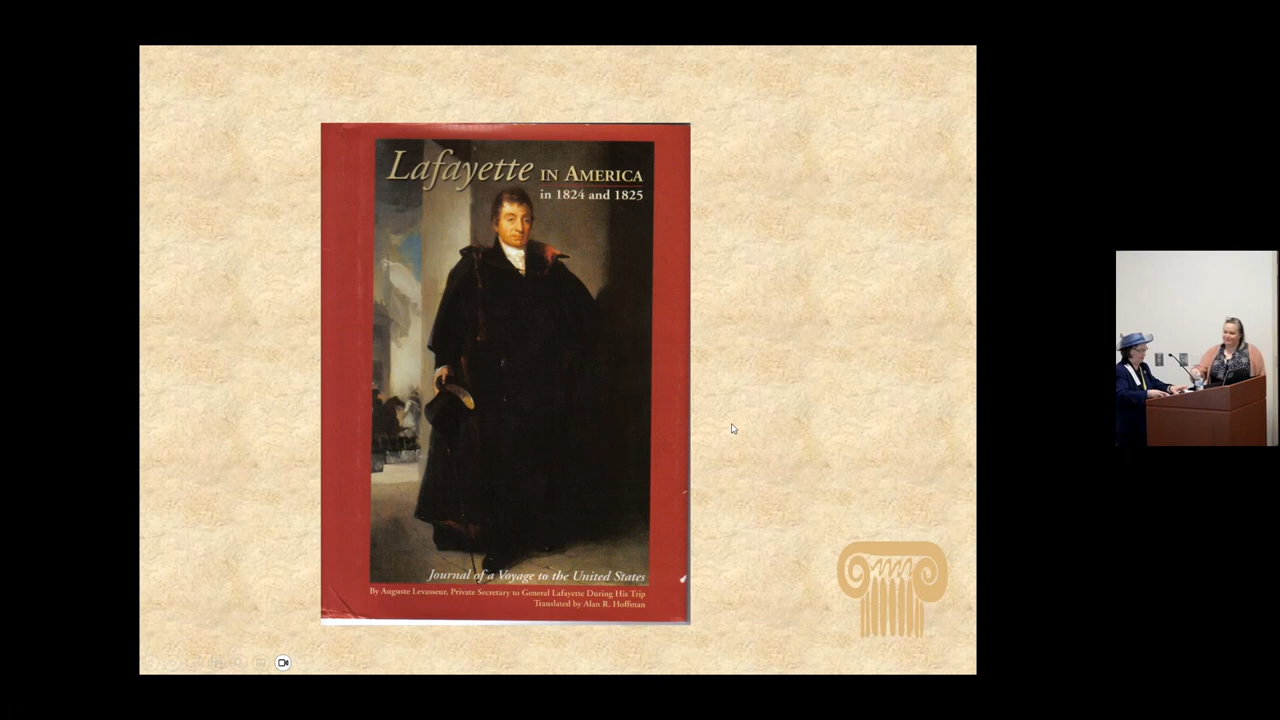 Lafayette IN AMERICA
in 1824 and 1825
Journal of a Voyage to the United States
By Auguste Levasseur, Private Secretary to General Lafayette During His Trip
Translated by Alan R. Hoffman